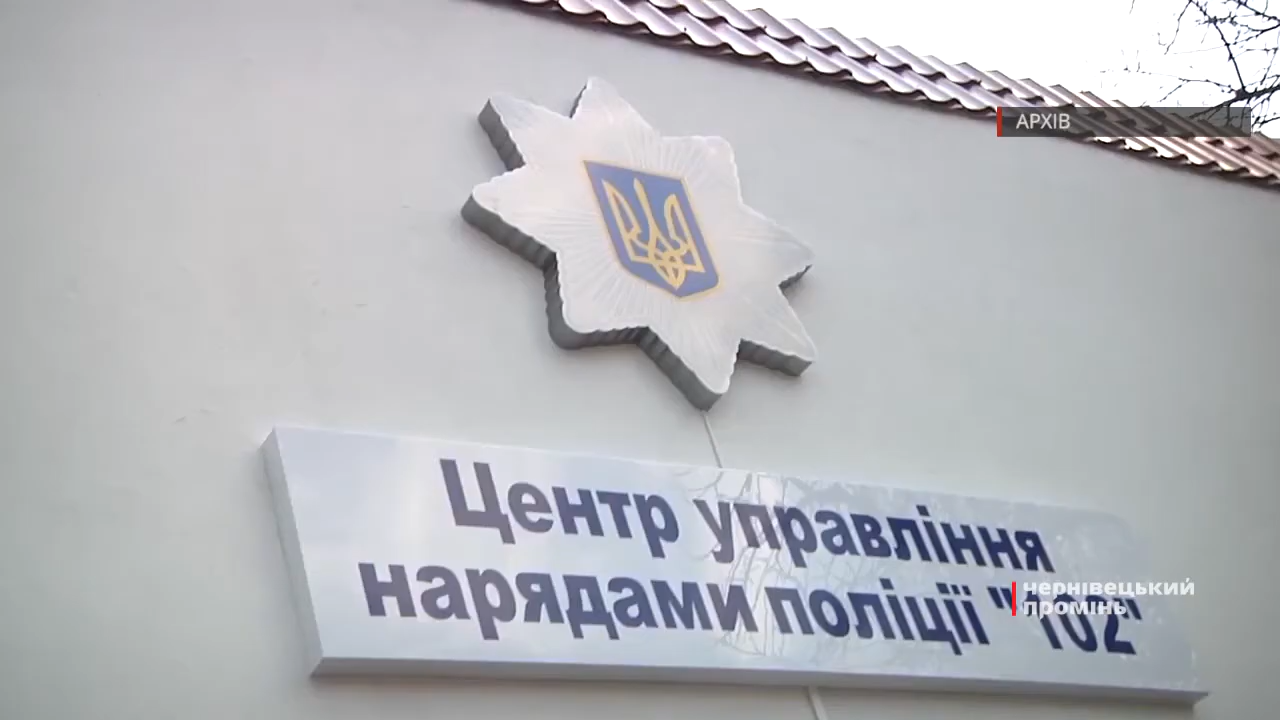 АРХІВ
Центр управління
нарядами поліції "102"
чернівецький
промінь